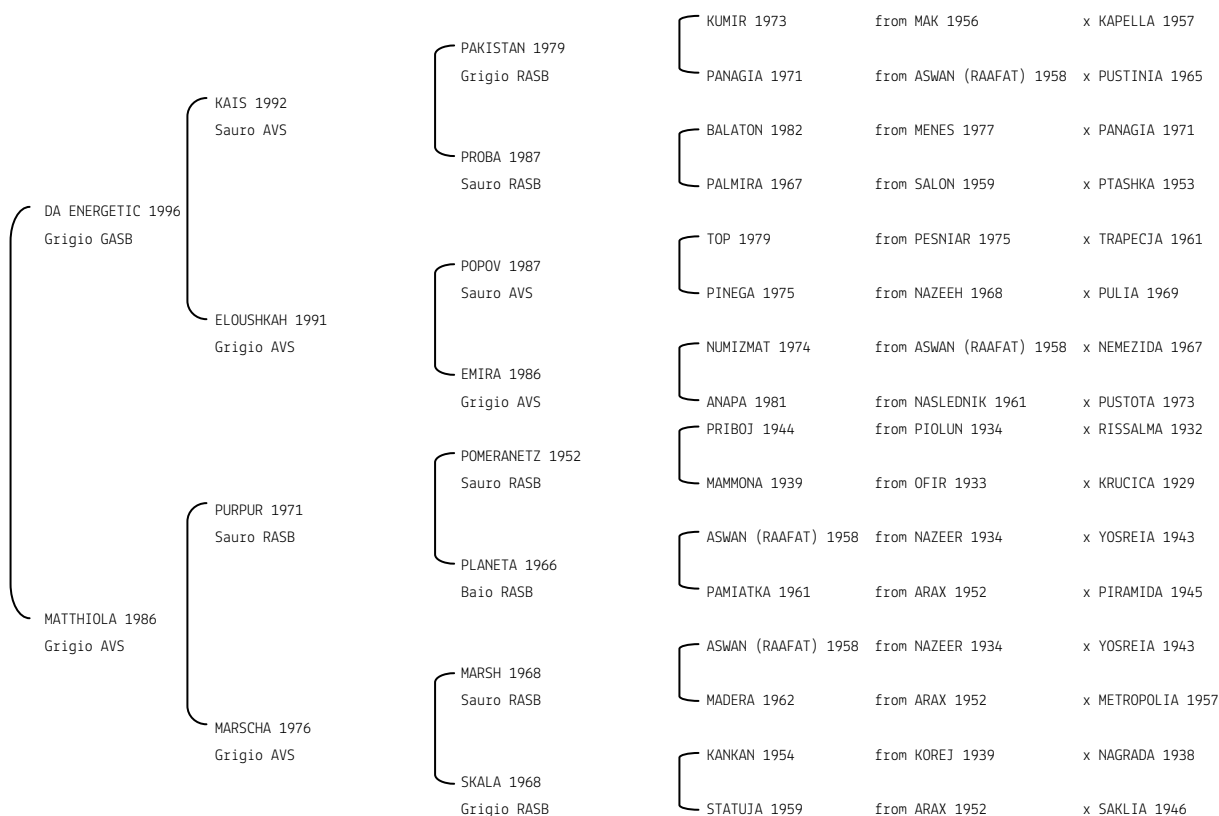 KUMIR 1973 from MAK 1956 x KAPELLA 1957
PAKISTAN 1979
Grigio RASB PANAGIA 1971 from ASWAN (RAAFAT) 1958 x PUSTINIA 1965
KAIS 1992
Sauro AVS BALATON 1982 from MENES 1977 x PANAGIA 1971
PROBA 1987
Sauro RASB PALMIRA 1967 from SALON 1959 x PTASHKA 1953
DA ENERGETIC 1996
Grigio GASB TOP 1979 from PESNIAR 1975 x TRAPECJA 1961
POPOV 1987
Sauro AVS PINEGA 1975 from NAZEEH 1968 x PULIA 1969
ELOUSHKAH 1991
Grigio AVS NUMIZMAT 1974 from ASWAN (RAAFAT) 1958 x NEMEZIDA 1967
EMIRA 1986
Grigio AVS ANAPA 1981 from NASLEDNIK 1961 x PUSTOTA 1973
PRIBOJ 1944 from PIOLUN 1934 x RISSALMA 1932
POMERANETZ 1952
Sauro RASB MAMMONA 1939 from OFIR 1933 x KRUCICA 1929
PURPUR 1971
Sauro RASB ASWAN (RAAFAT) 1958 from NAZEER 1934 x YOSREIA 1943
PLANETA 1966
Baio RASB PAMIATKA 1961 from ARAX 1952 x PIRAMIDA 1945
MATTHIOLA 1986
Grigio AVS ASWAN (RAAFAT) 1958 from NAZEER 1934 x YOSREIA 1943
MARSH 1968
Sauro RASB MADERA 1962 from ARAX 1952 x METROPOLIA 1957
MARSCHA 1976
Grigio AVS KANKAN 1954 from KOREJ 1939 x NAGRADA 1938
SKALA 1968
Grigio RASB STATUJA 1959 from ARAX 1952 x SAKLIA 1946